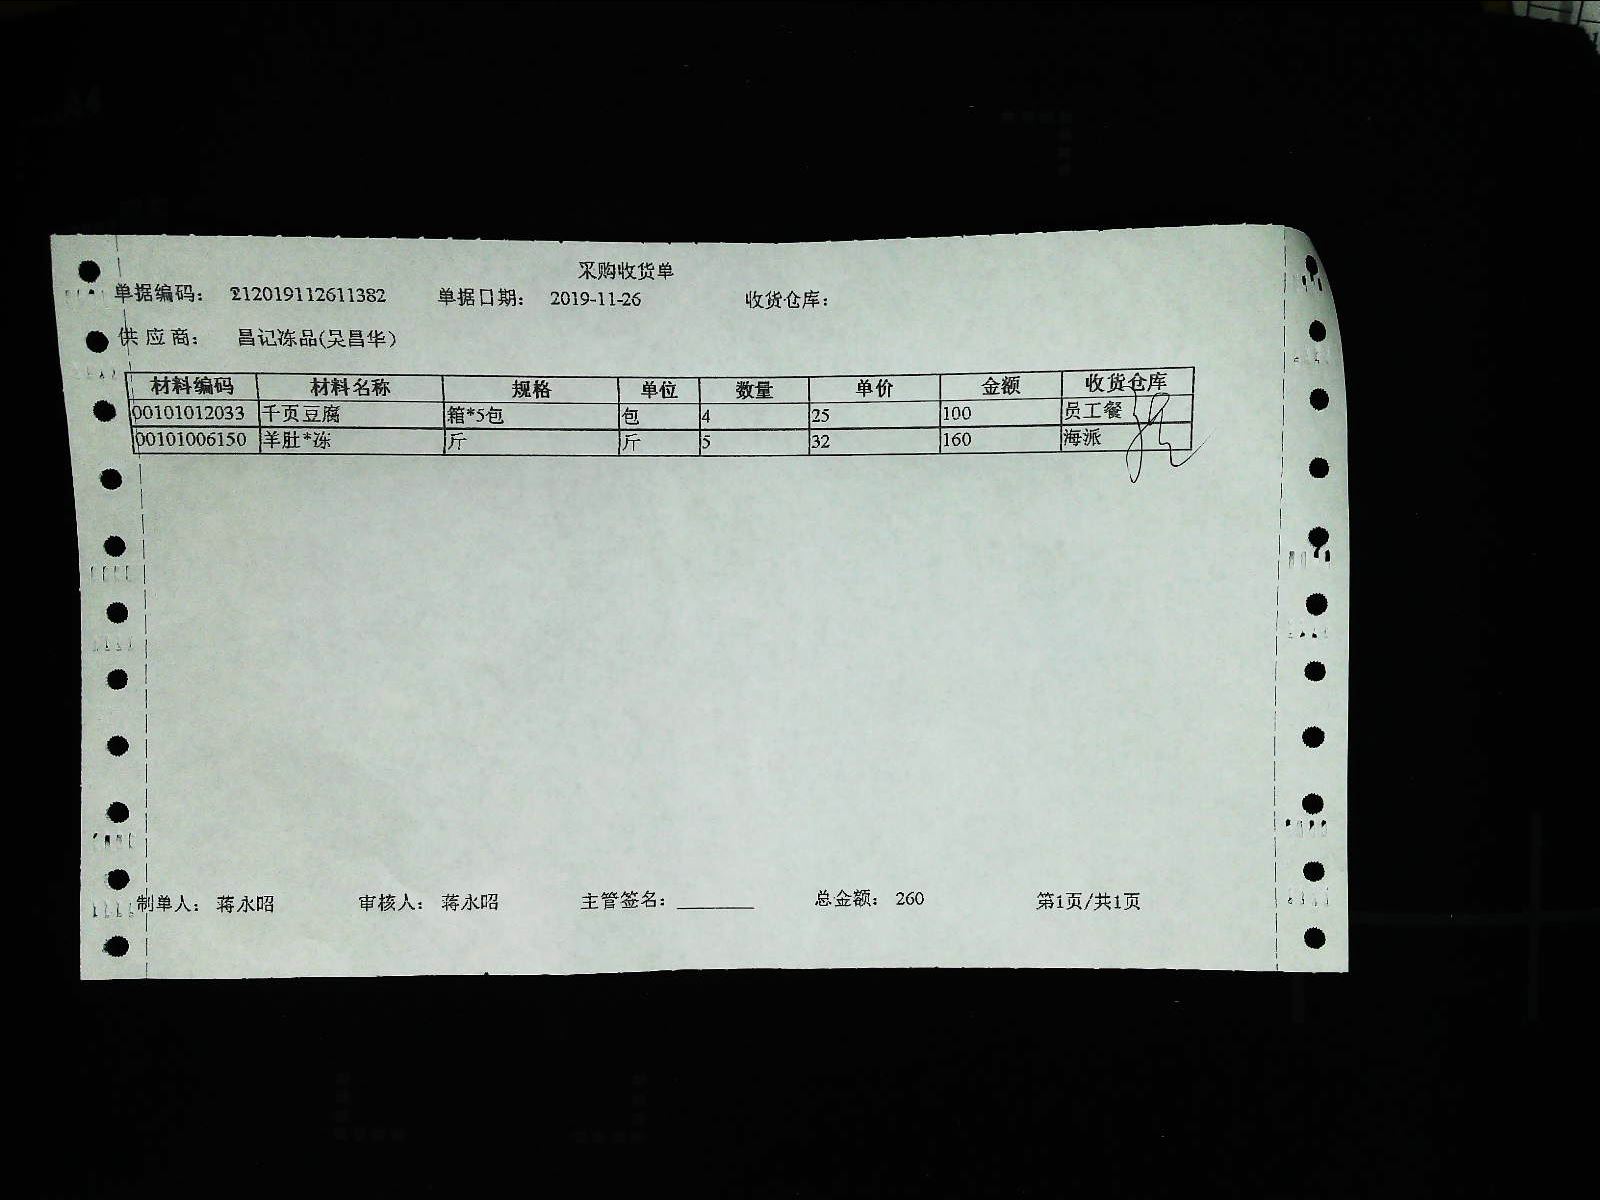 采购收货单
单据编码： 212019112611382 单据日期： 2019-11-26 收货仓库：
供 应 商： 昌记冻品(吴昌华)
材料编码 材料名称 规格 单位 数量 单价 金额 收货仓库
00101012033 千页豆腐 箱*5包 包 4 25 100 员工餐
00101006150 羊肚*冻 斤 斤 5 32 160 海派
制单人： 蒋永昭 审核人： 蒋永昭 主管签名：________ 总金额： 260 第1页/共1页